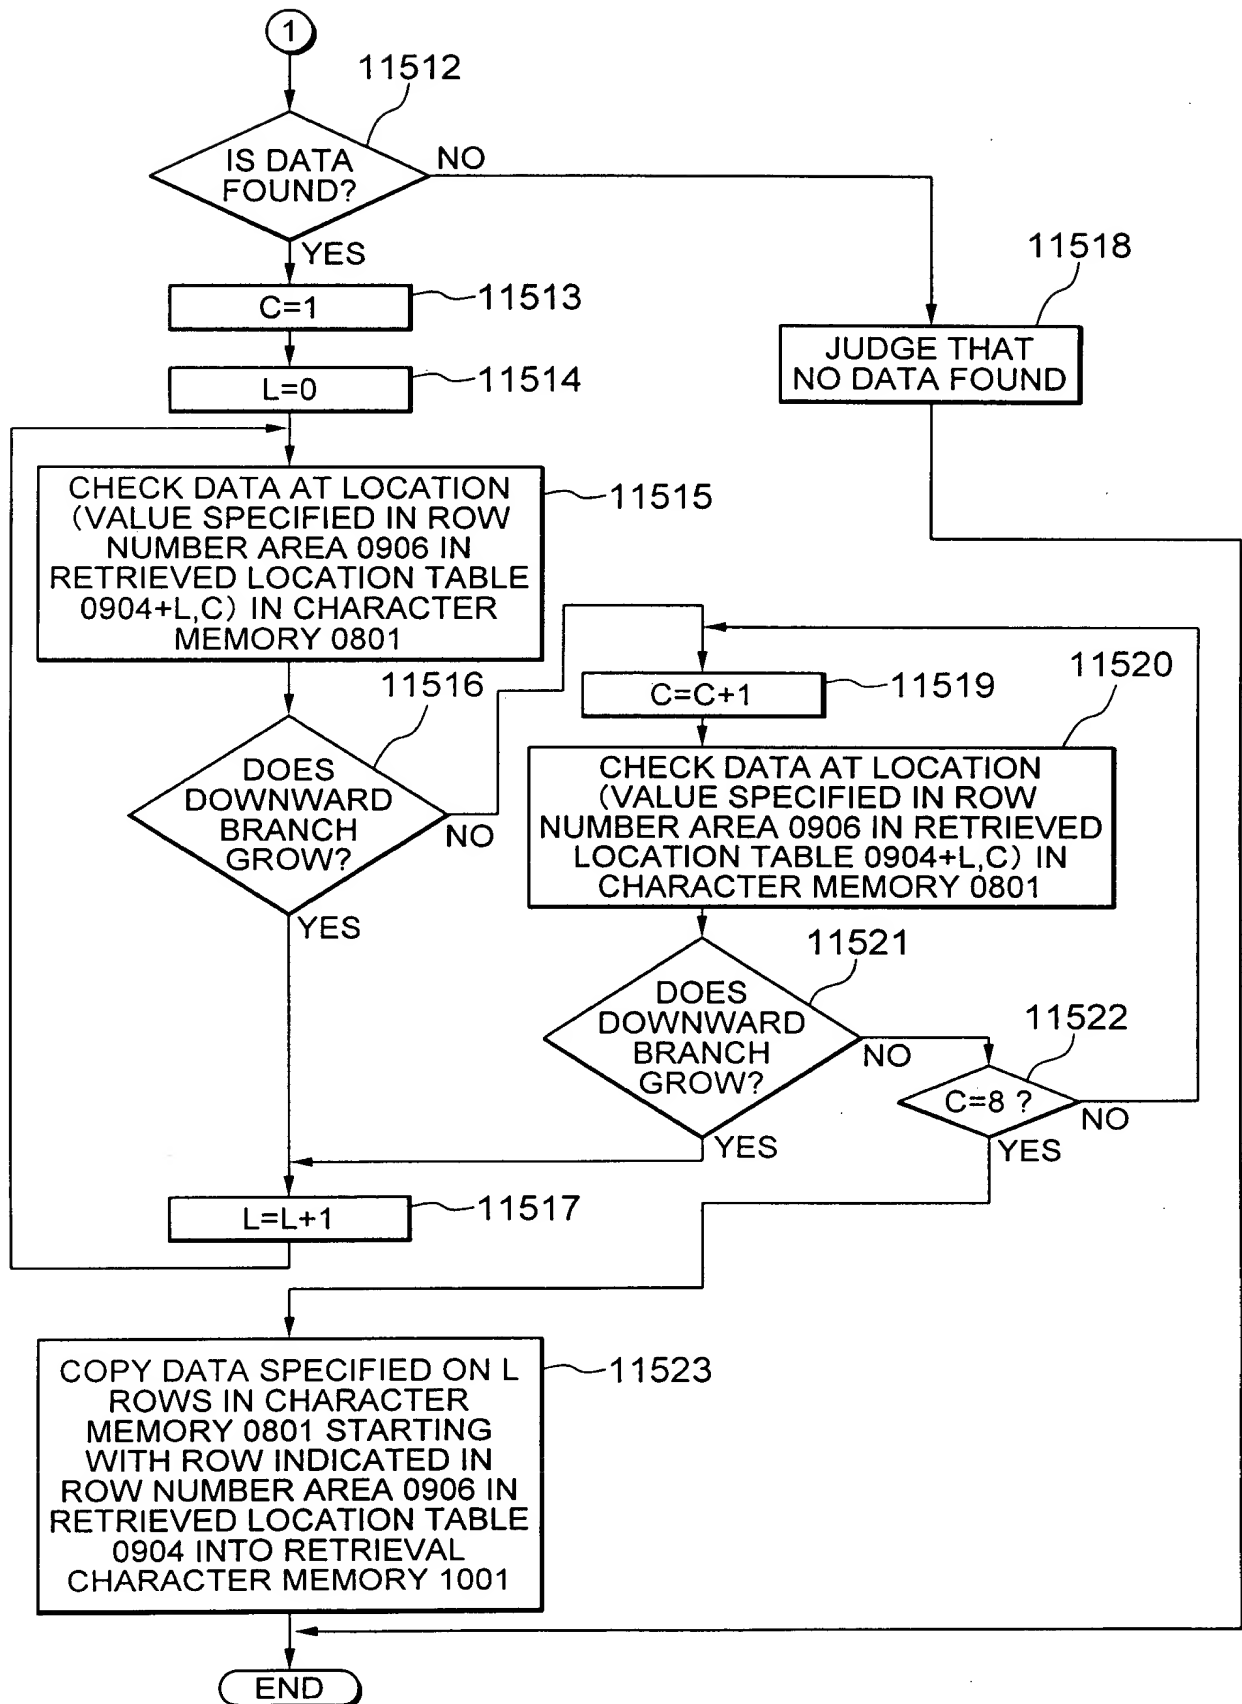 1
11512
IS DATA
FOUND?
NO
YES
11513
C=1
11518
JUDGE THAT
NO DATA FOUND
11514
L=0
CHECK DATA AT LOCATION
(VALUE SPECIFIED IN ROW
NUMBER AREA 0906 IN
RETRIEVED LOCATION TABLE
0904+L,C) IN CHARACTER
MEMORY 0801
11515
11516
DOES
DOWNWARD
BRANCH
GROW?
NO
YES
C=C+1
11519
11520
CHECK DATA AT LOCATION
(VALUE SPECIFIED IN ROW
NUMBER AREA 0906 IN RETRIEVED
LOCATION TABLE 0904+L,C) IN
CHARACTER MEMORY 0801
11521
DOES
DOWNWARD
BRANCH
GROW?
NO
YES
11522
C=8 ?
NO
YES
L=L+1
11517
COPY DATA SPECIFIED ON L
ROWS IN CHARACTER
MEMORY 0801 STARTING
WITH ROW INDICATED IN
ROW NUMBER AREA 0906 IN
RETRIEVED LOCATION TABLE
0904 INTO RETRIEVAL
CHARACTER MEMORY 1001
11523
END